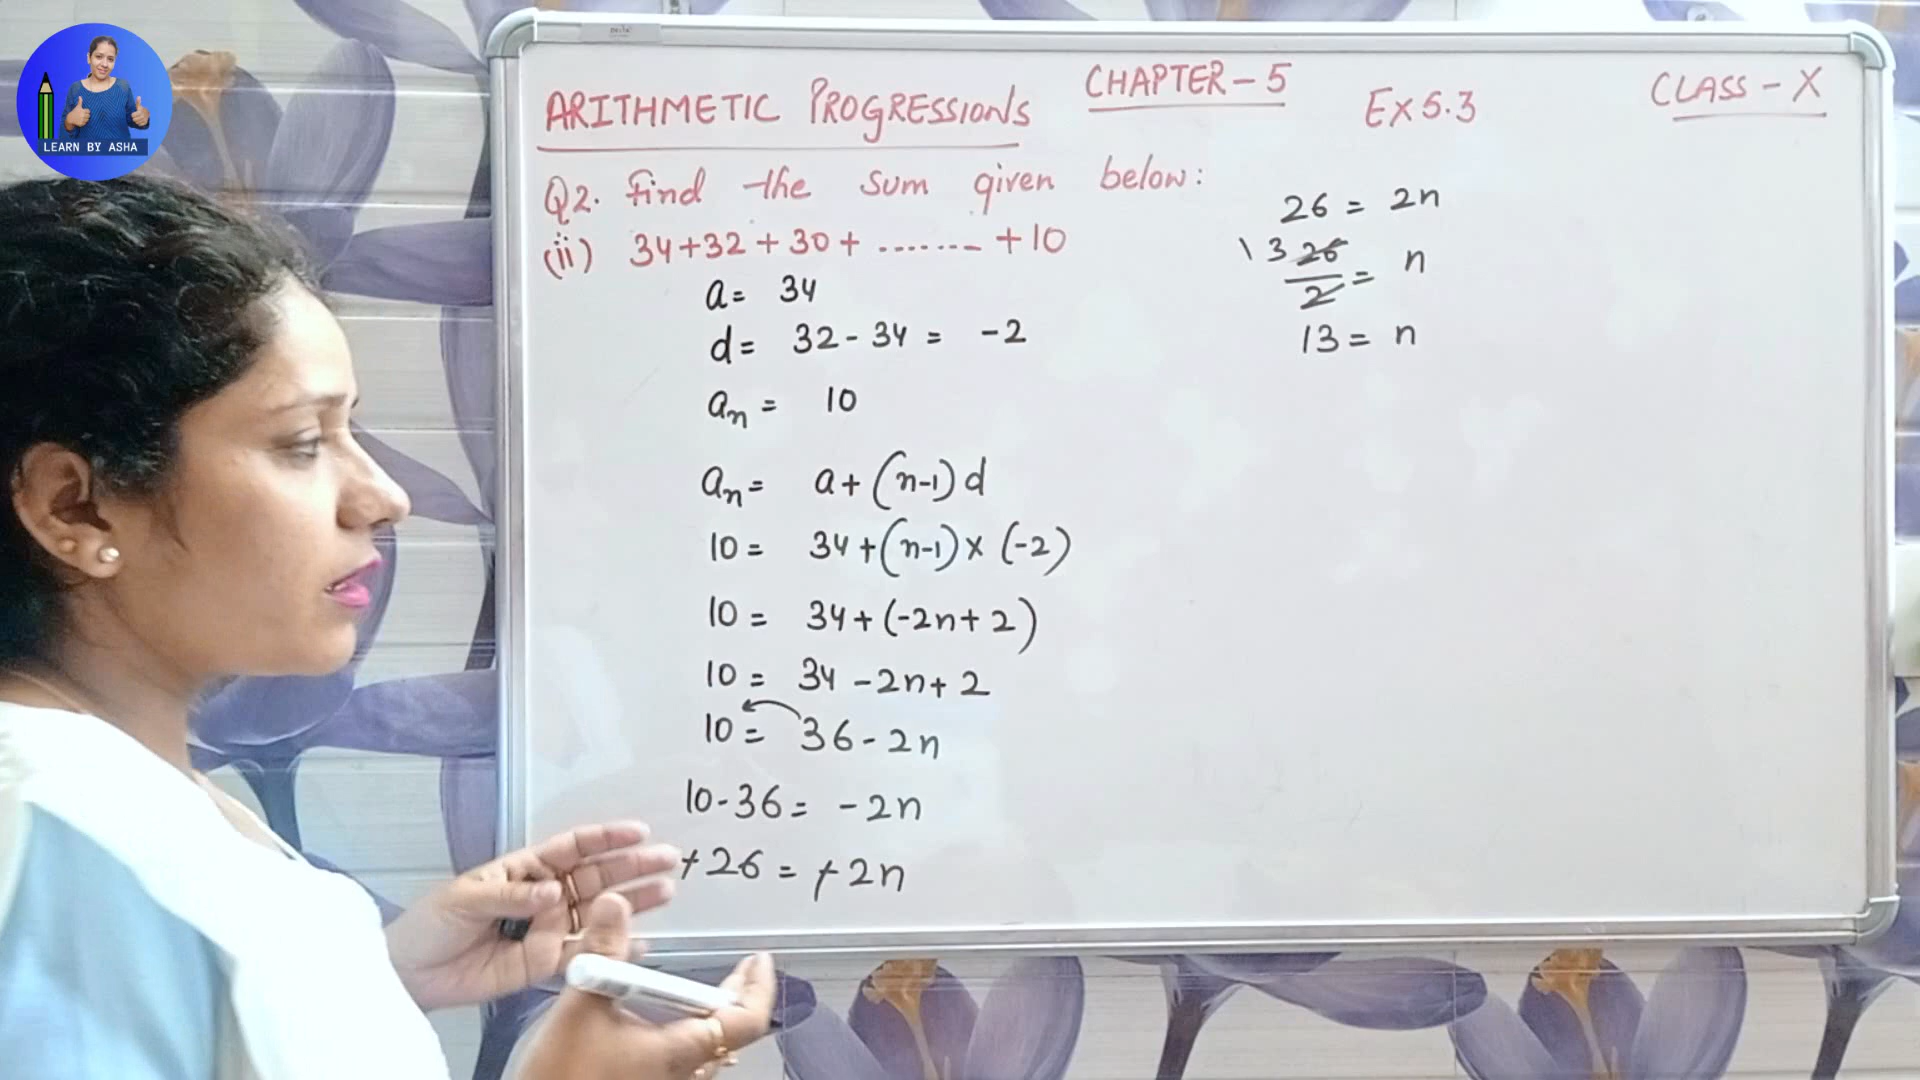 LEARN BY ASHA
ARITHMETIC PROGRESSIONS CHAPTER-5 Ex 5.3 CLASS-X
Q2. Find the sum given below:
(ii) 34+32+30+.......+10
a= 34
d= 32-34= -2
aₙ= 10
aₙ= a+(n-1)d
10= 34+(n-1)×(-2)
10= 34+(-2n+2)
10= 34-2n+2
10= 36-2n
10-36= -2n
+26=+2n
26= 2n
13 26/2= n
13= n